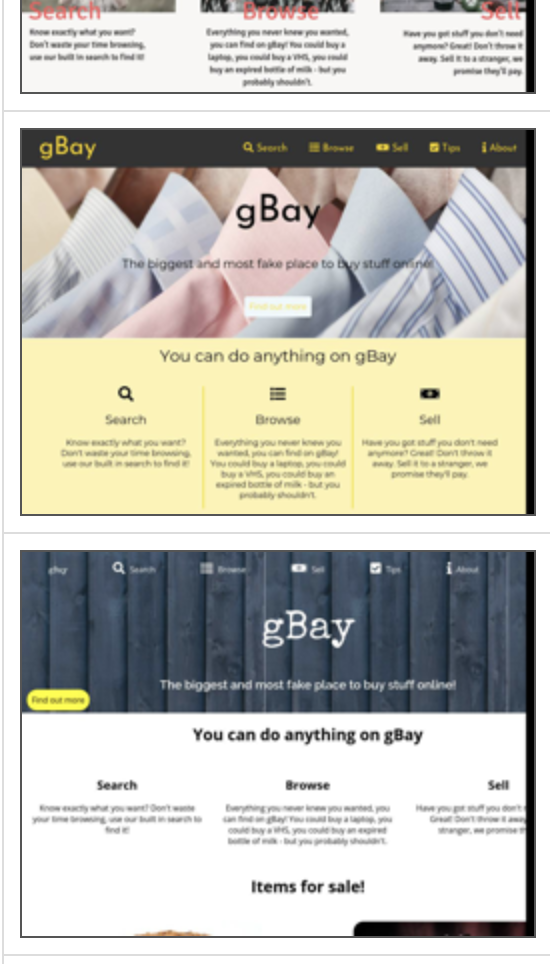 Search Browse Sell
Know exactly what you want?
Don't waste your time browsing,
use our built in search to find it!
Everything you never knew you wanted,
you can find on gBay! You could buy a
laptop, you could buy a VHS, you could
buy an expired bottle of milk - but you
probably shouldn't.
Have you got stuff you don't need
anymore? Great! Don't throw it
away. Sell it to a stranger, we
promise they'll pay.
gBay Search Browse Sell Tips About
gBay
The biggest and most fake place to buy stuff online!
Find out more
You can do anything on gBay
Search
Know exactly what you want?
Don't waste your time browsing,
use our built in search to find it!
Browse
Everything you never knew you
wanted, you can find on gBay!
You could buy a laptop, you could
buy a VHS, you could buy an
expired bottle of milk - but you
probably shouldn't.
Sell
Have you got stuff you don't need
anymore? Great! Don't throw it
away. Sell it to a stranger, we
promise they'll pay.
gBay Search Browse Sell Tips About
gBay
The biggest and most fake place to buy stuff online!
Find out more
You can do anything on gBay
Search
Know exactly what you want? Don't waste
your time browsing, use our built in search to
find it!
Browse
Everything you never knew you wanted, you
can find on gBay! You could buy a laptop, you
could buy a VHS, you could buy an expired
bottle of milk - but you probably shouldn't.
Sell
Have you got stuff you don't
Great! Don't throw it away
stranger, we promise
Items for sale!